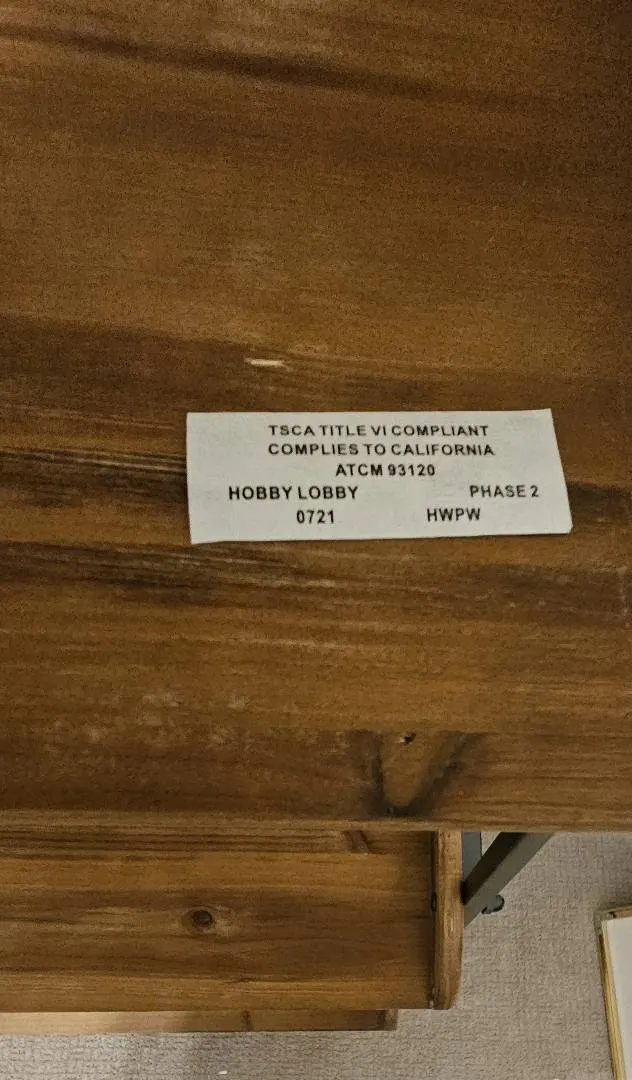 TSCA TITLE VI COMPLIANT
COMPLIES TO CALIFORNIA
ATCM 93120
HOBBY LOBBY PHASE 2
0721 HWPW